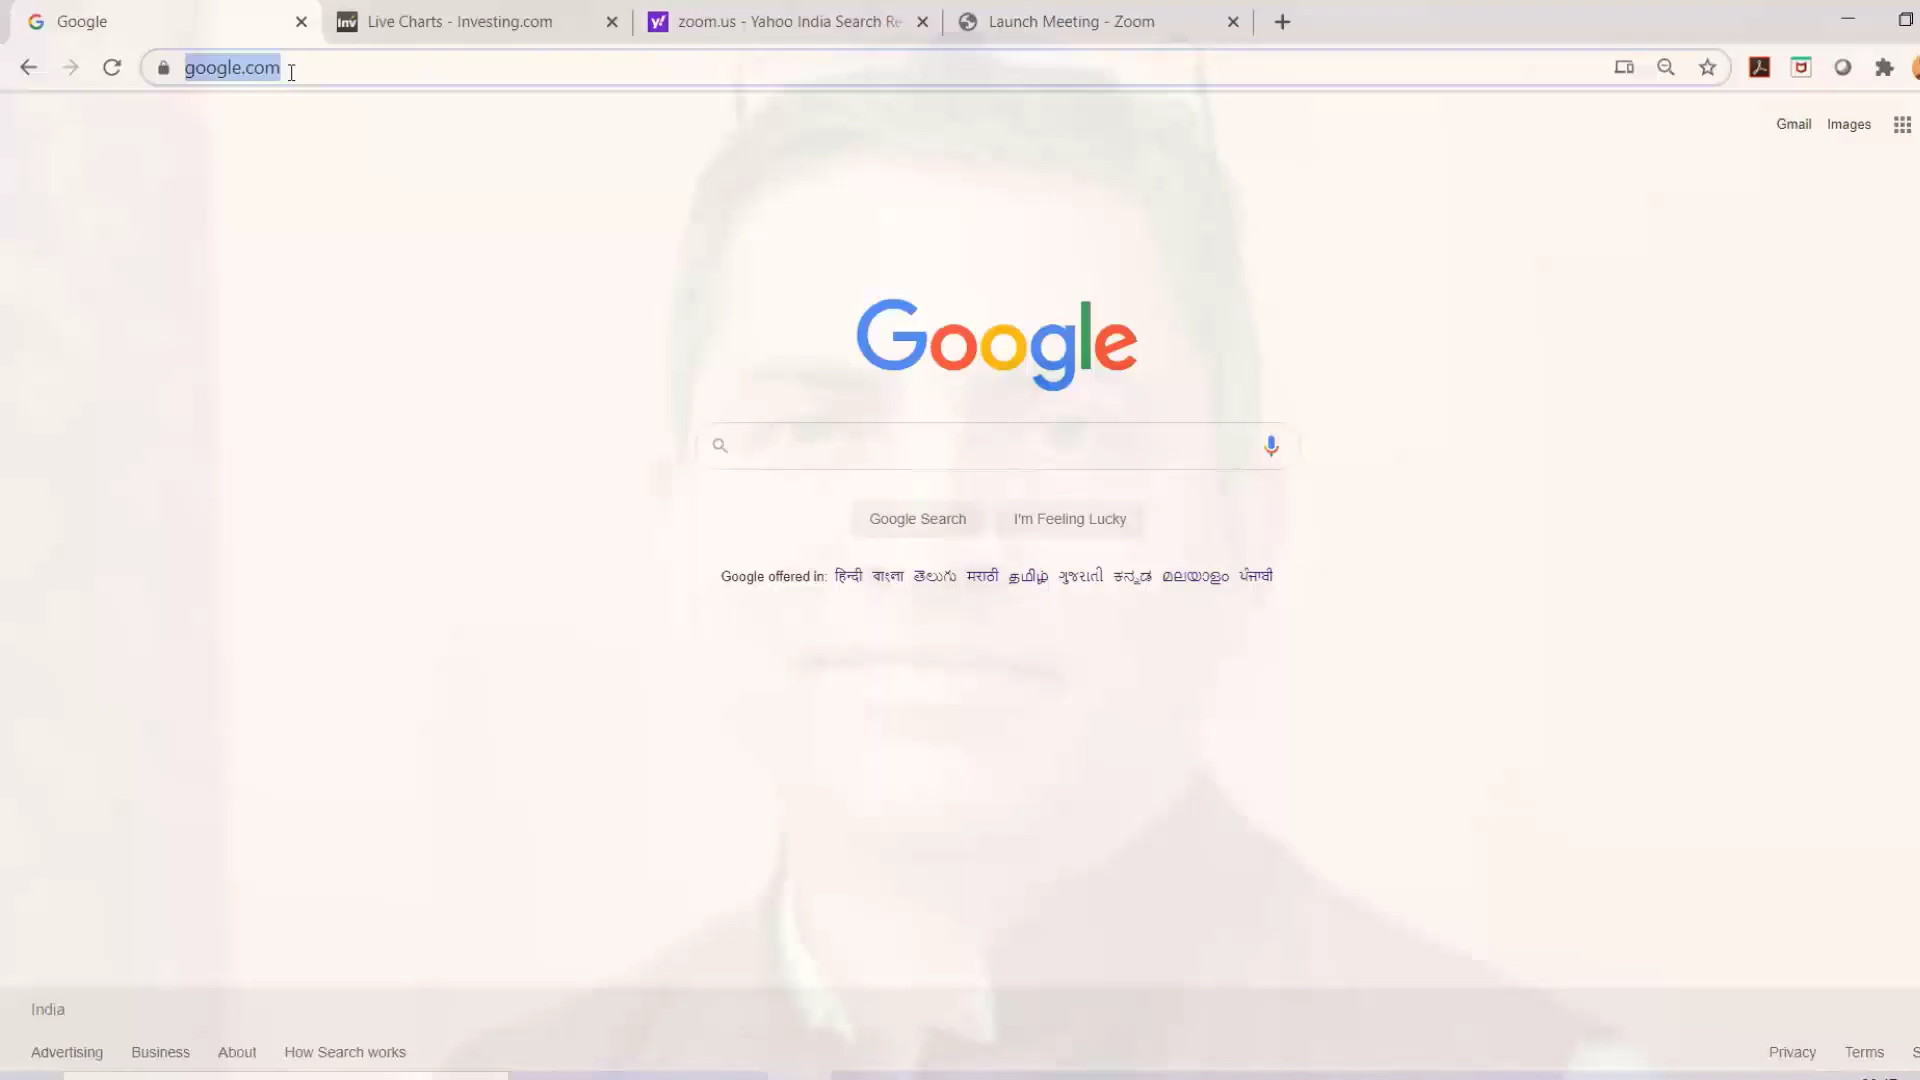 Google
Live Charts - Investing.com
zoom.us - Yahoo India Search Re
Launch Meeting - Zoom
google.com
Gmail Images
Google
Google Search I'm Feeling Lucky
Google offered in: हिन्दी বাংলা తెలుగు मराठी தமிழ் ગુજરાતી ಕನ್ನಡ മലയാളം ਪੰਜਾਬੀ
India
Advertising Business About How Search works
Privacy Terms S